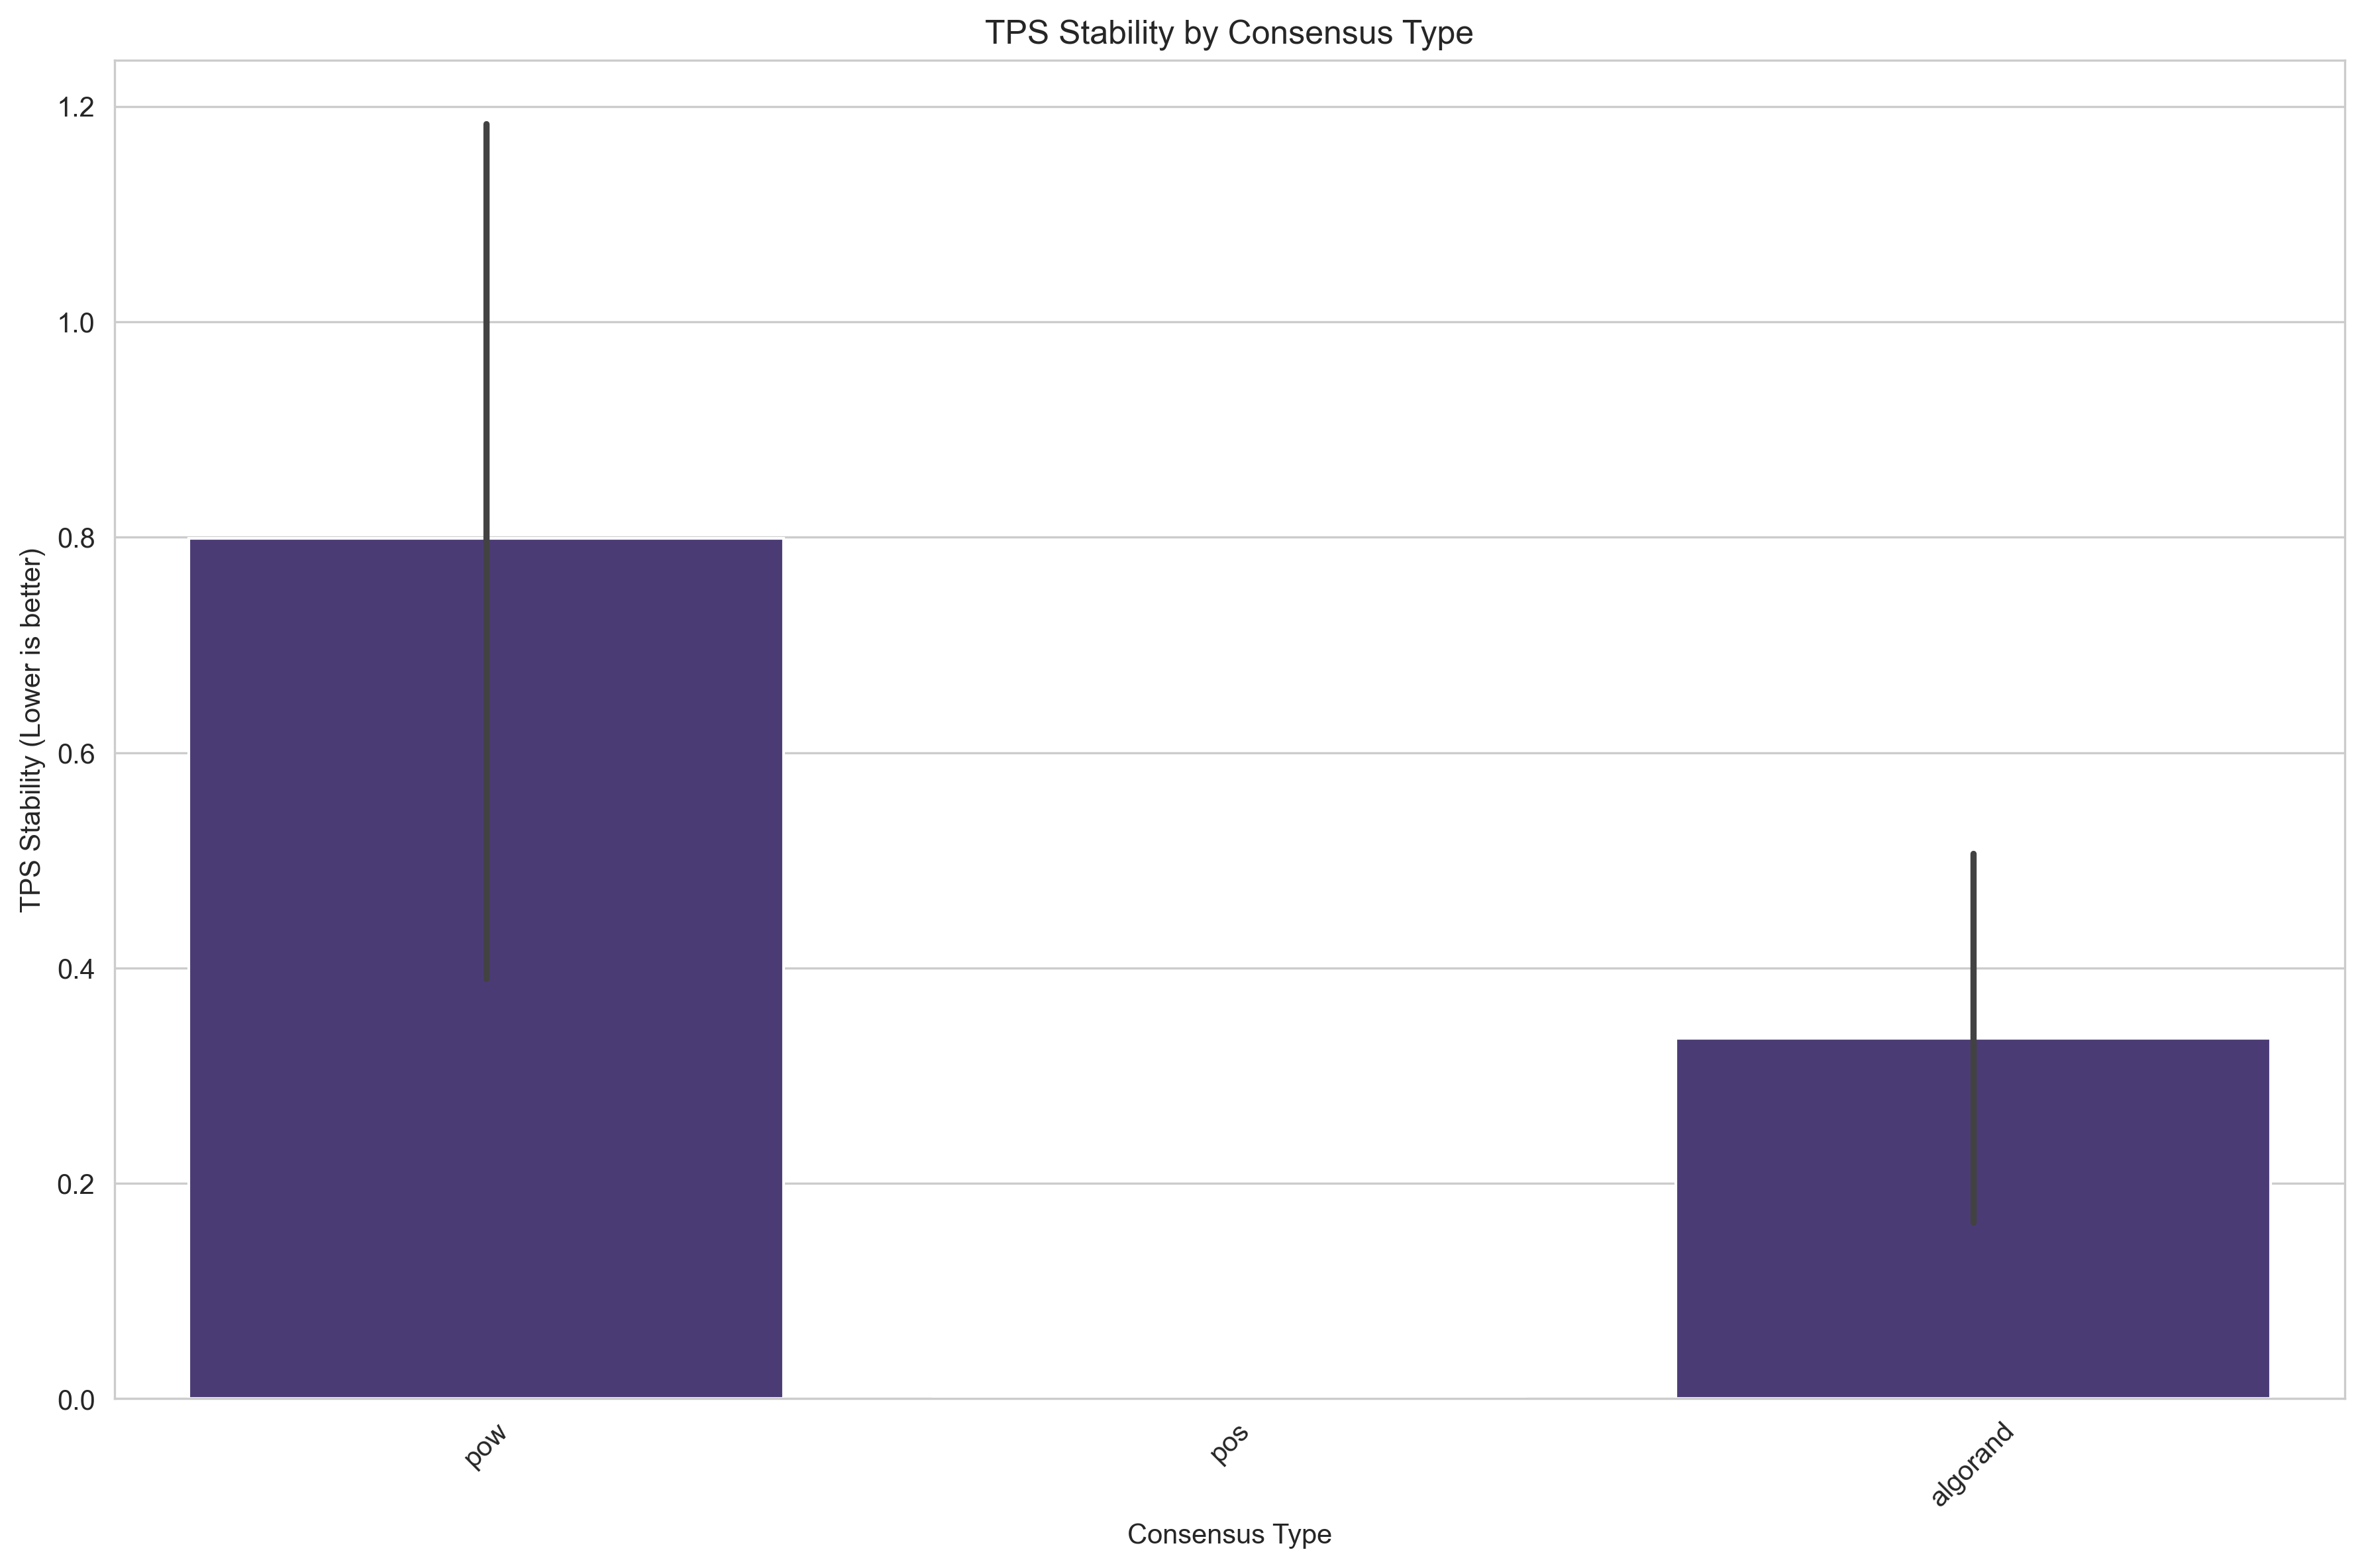 TPS Stability by Consensus Type
TPS Stability (Lower is better)
1.2
1.0
0.8
0.6
0.4
0.2
0.0
pow
pos
algorand
Consensus Type